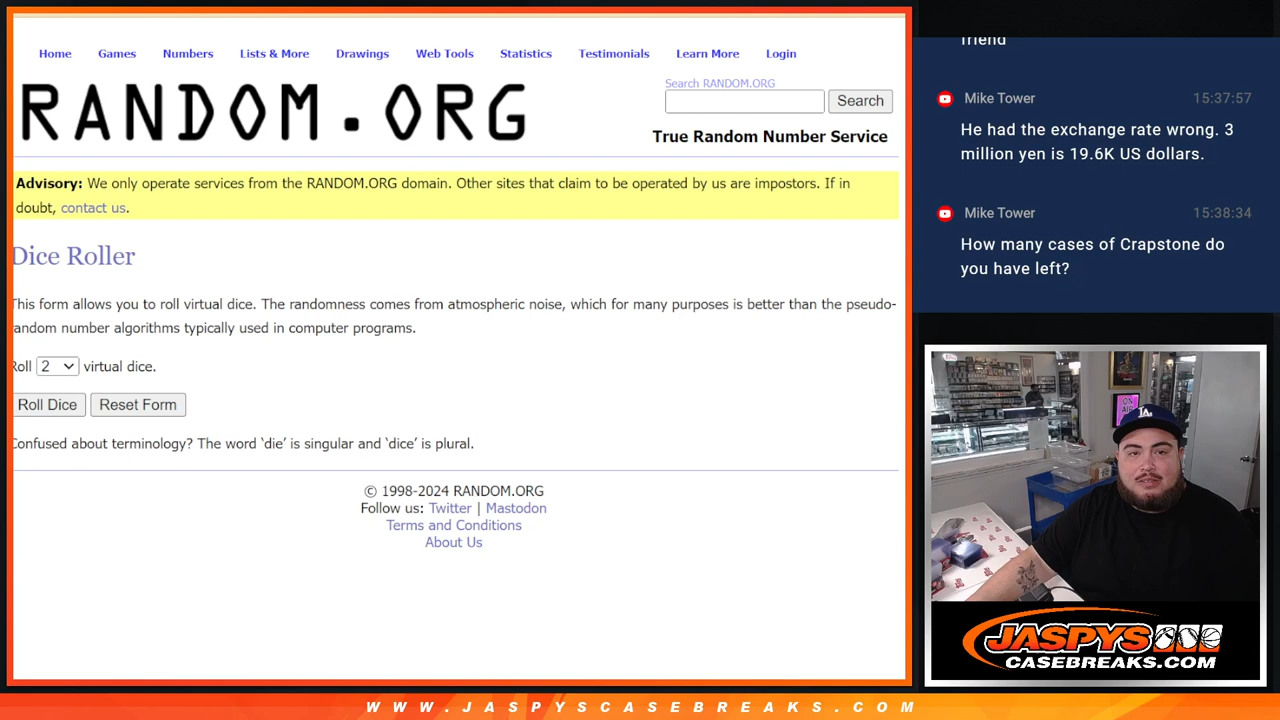 Home Games Numbers Lists & More Drawings Web Tools Statistics Testimonials Learn More Login
RANDOM.ORG
Search RANDOM.ORG
Search
True Random Number Service
Advisory: We only operate services from the RANDOM.ORG domain. Other sites that claim to be operated by us are impostors. If in
doubt, contact us.
Dice Roller
This form allows you to roll virtual dice. The randomness comes from atmospheric noise, which for many purposes is better than the pseudo-
random number algorithms typically used in computer programs.
Roll 2 virtual dice.
Roll Dice Reset Form
Confused about terminology? The word ‘die’ is singular and ‘dice’ is plural.
© 1998-2024 RANDOM.ORG
Follow us: Twitter | Mastodon
Terms and Conditions
About Us
friend
Mike Tower 15:37:57
He had the exchange rate wrong. 3
million yen is 19.6K US dollars.
Mike Tower 15:38:34
How many cases of Crapstone do
you have left?
ON
AIR
LA
JASPYS
CASEBREAKS.COM
WWW.JASPYSCASEBREAKS.COM